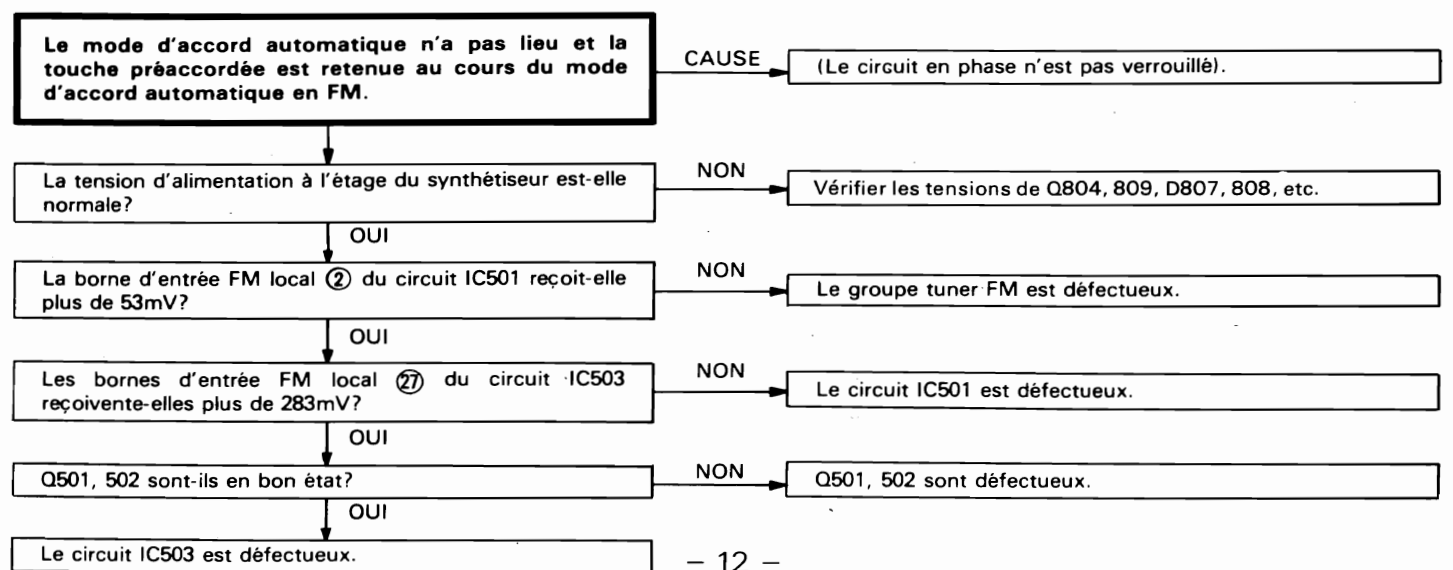 Le mode d'accord automatique n'a pas lieu et la
touche préaccordée est retenue au cours du mode
d'accord automatique en FM.
CAUSE
(Le circuit en phase n'est pas verrouillé).
La tension d'alimentation à l'étage du synthétiseur est-elle
normale?
NON
Vérifier les tensions de Q804, 809, D807, 808, etc.
OUI
La borne d'entrée FM local ② du circuit IC501 reçoit-elle
plus de 53mV?
NON
Le groupe tuner FM est défectueux.
OUI
Les bornes d'entrée FM local ㉗ du circuit IC503
reçoivente-elles plus de 283mV?
NON
Le circuit IC501 est défectueux.
OUI
Q501, 502 sont-ils en bon état?
NON
Q501, 502 sont défectueux.
OUI
Le circuit IC503 est défectueux.
– 12 –